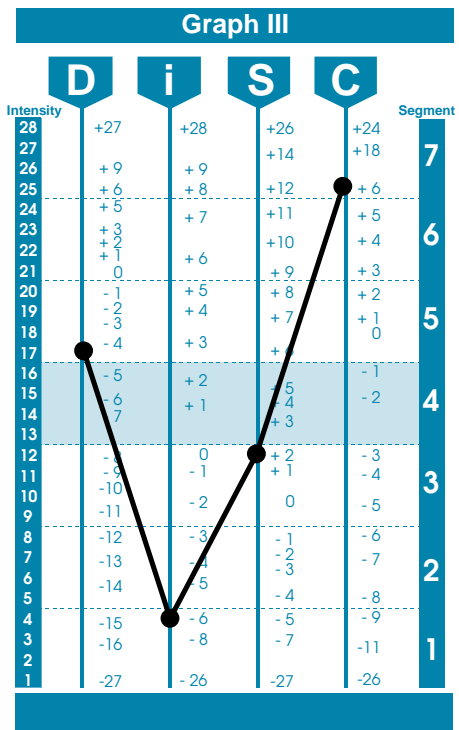 Graph III
D i S C
Intensity Segment
28 +27 +28 +26 +24
27 +14 +18 7
26 + 9 + 9
25 + 6 + 8 +12 + 6
24 + 5 + 7 +11 + 5
23 + 3 6
+ 2 +10 + 4
22 + 1 + 6
21 0 + 9 + 3
20 - 1 + 5 + 8 + 2
19 - 2 + 4 + 7 + 1 5
18 - 3 0
17 - 4 + 3
16 - 5 + 2 - 1
15 - 6 + 1 - 4 - 2 4
14 7 + 3
13
12 0 + 2 - 3
11 - 1 + 1 - 4 3
10 -10 - 2 0 - 5
9 -11
8 -12 - 3 - 1 - 6
7 -13 - 2 - 7 2
6 -14 - 5 - 3
5 - 4 - 8
4 -15 - 6 - 5 - 9
3 -16 - 8 - 7 -11 1
2
1 -27 - 26 -27 -26